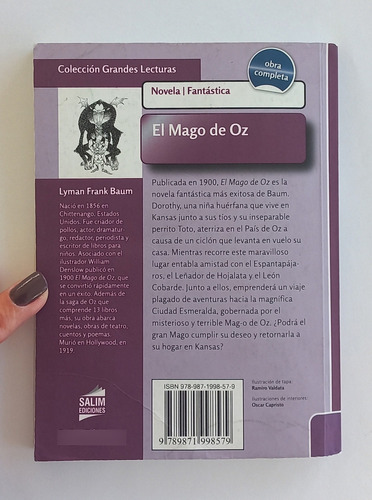 Colección Grandes Lecturas
obra
completa
Novela | Fantástica
El Mago de Oz
Lyman Frank Baum
Nació en 1856 en
Chittenango, Estados
Unidos. Fue criador de
pollos, actor, dramatur-
go, redactor, periodista y
escritor de libros para
niños. Asociado con el
ilustrador William
Denslow publicó en
1900 El Mago de Oz, que
se convirtió rápidamente
en un éxito. Además de
la saga de Oz que
comprende 13 libros
más, su obra abarca
novelas, obras de teatro,
cuentos y poemas.
Murió en Hollywood, en
1919
Publicada en 1900, El Mago de Oz es la
novela fantástica más exitosa de Baum.
Dorothy, una niña huérfana que vive en
Kansas junto a sus tíos y su inseparable
perrito Toto, aterriza en el País de Oz a
causa de un ciclón que levanta en vuelo su
casa. Mientras recorre este maravilloso
lugar entabla amistad con el Espantapája-
ros, el Leñador de Hojalata y el León
Cobarde. Junto a ellos, emprenderá un viaje
plagado de aventuras hacia la magnífica
Ciudad Esmeralda, gobernada por el
misterioso y terrible Mag-o de Oz. ¿Podrá el
gran Mago cumplir su deseo y retornarla a
su hogar en Kansas?
SALIM
EDICIONES
ISBN 978-987-1998-57-9
9 789871 998579
Ilustración de tapa:
Ramiro Valdata
Ilustraciones de interiores:
Oscar Capristo